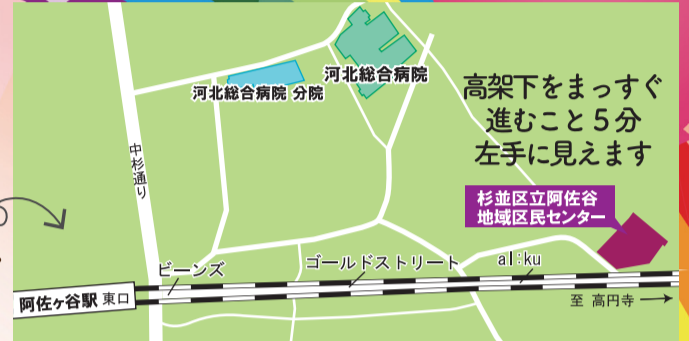 河北総合病院
河北総合病院 分院
高架下をまっすぐ
進むこと5分
左手に見えます
中杉通り
杉並区立阿佐谷
地域区民センター
ビーンズ
ゴールドストリート
al:ku
阿佐ヶ谷駅 東口
至 高円寺